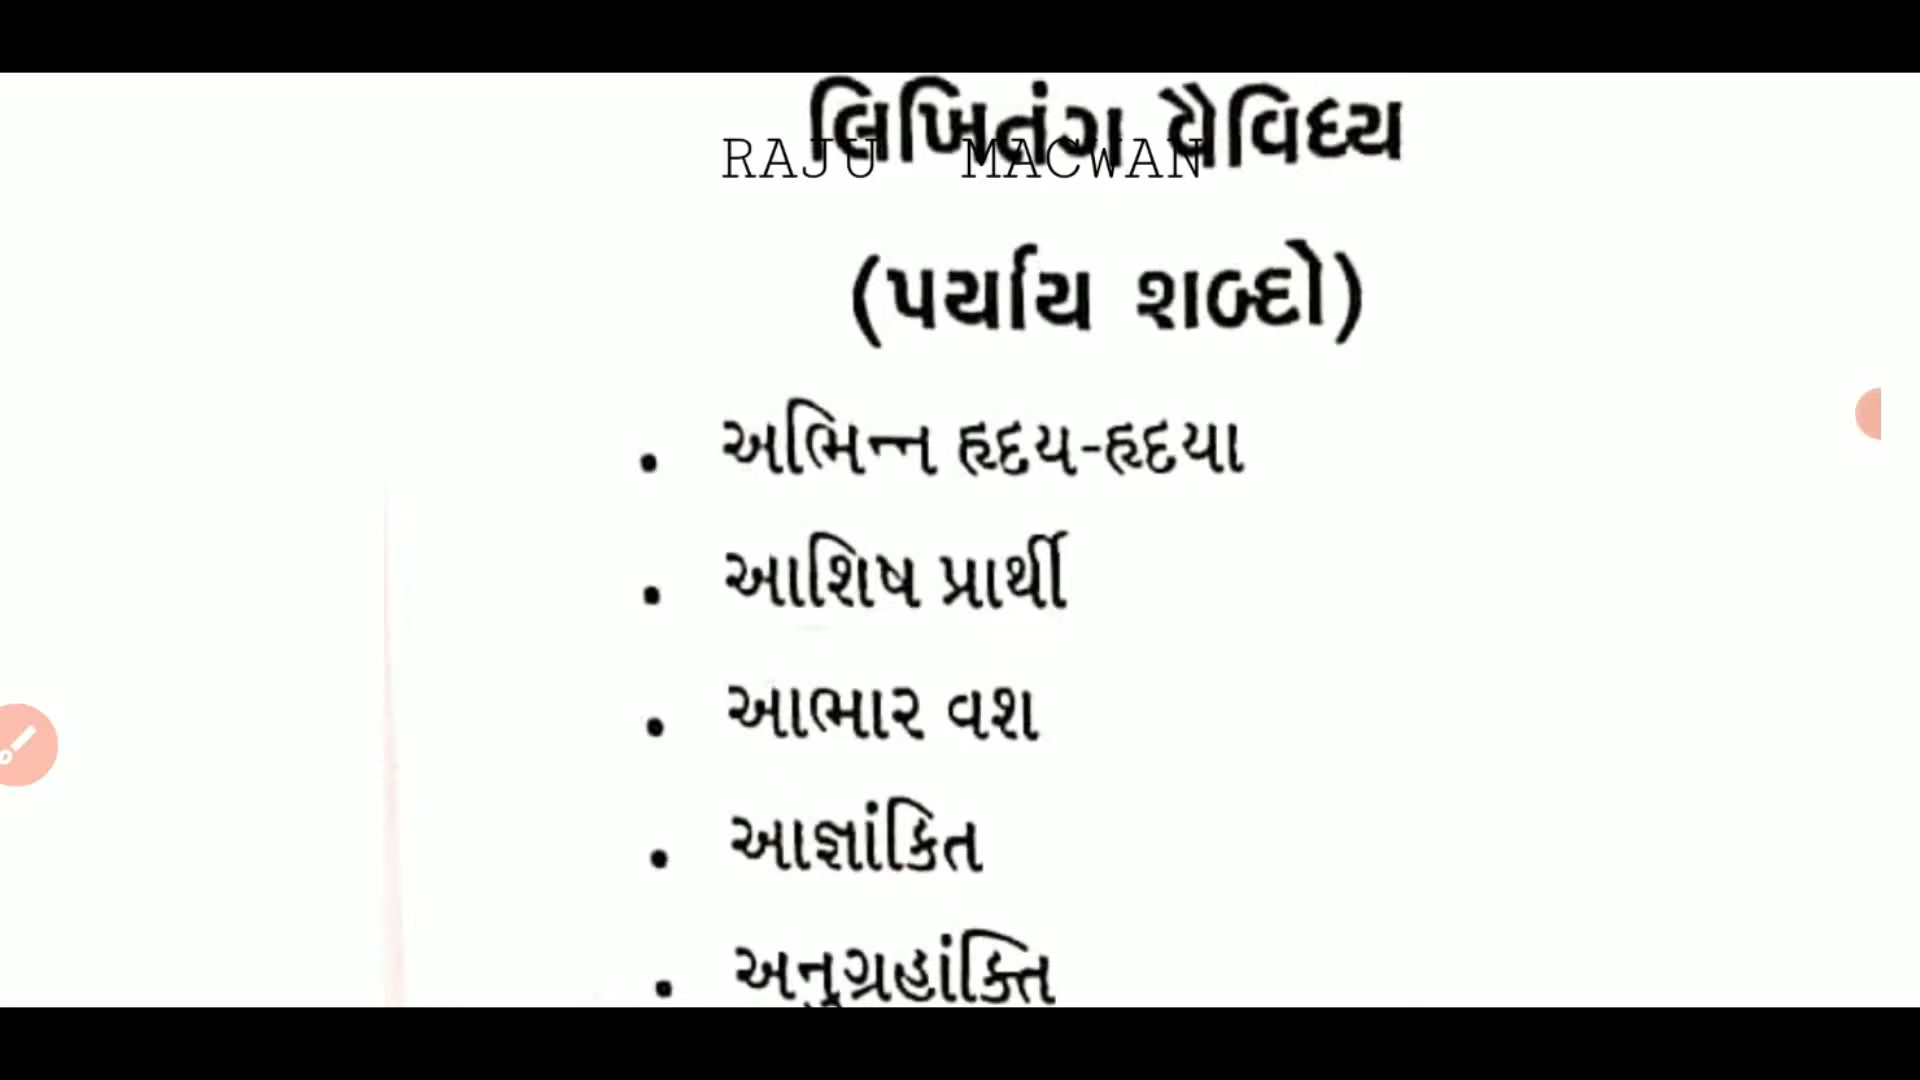 લિખિતંગ વૈવિધ્ય
RAJU MACWAN
(પર્યાય શબ્દો)
• અભિન્ન હૃદય-હૃદયા
• આશિષ પ્રાર્થી
• આભાર વશ
• આજ્ઞાંકિત
• અનુગ્રહાંક્તિ